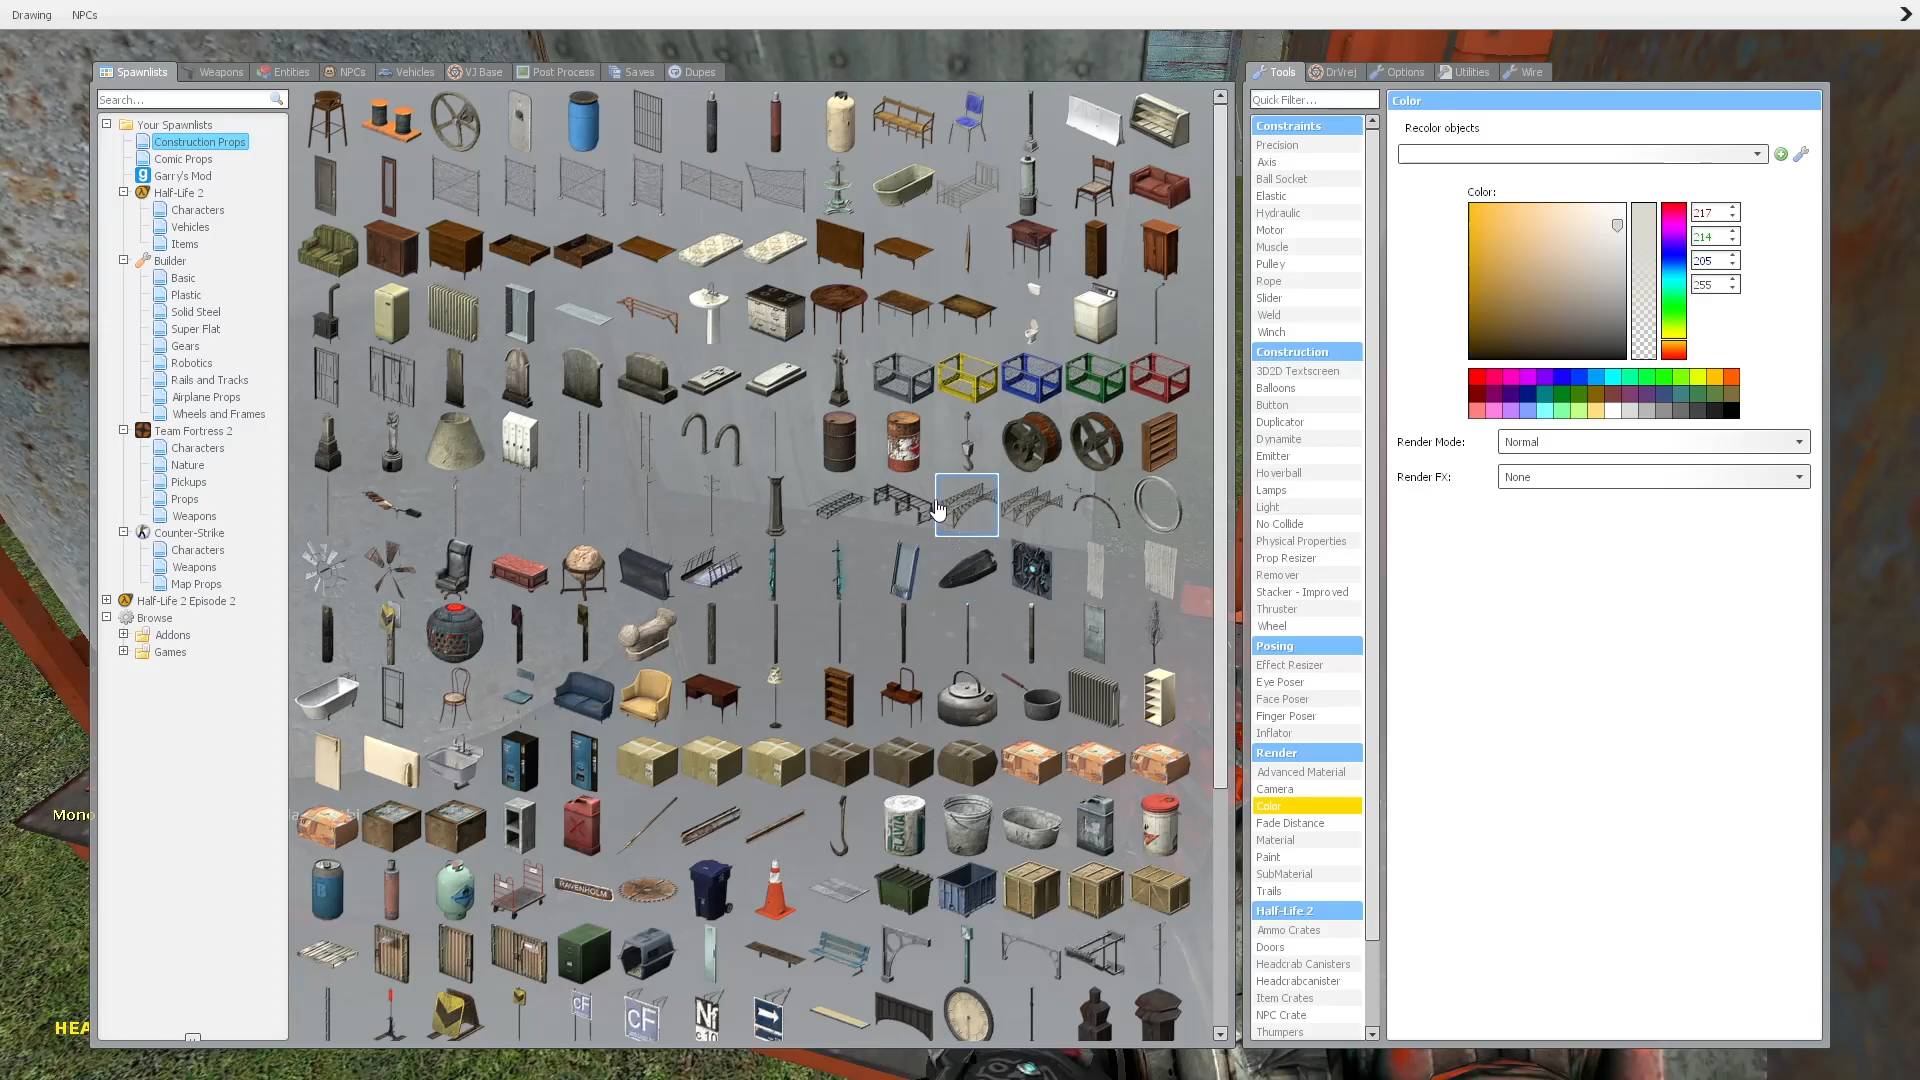 Drawing NPCs
Spawnlists Weapons Entities NPCs Vehicles VJ Base Post Process Saves Dupes
Search...
Your Spawnlists
Construction Props
Comic Props
Garry's Mod
Half-Life 2
Characters
Vehicles
Items
Builder
Basic
Plastic
Solid Steel
Super Flat
Gears
Robotics
Rails and Tracks
Airplane Props
Wheels and Frames
Team Fortress 2
Characters
Nature
Pickups
Props
Weapons
Counter-Strike
Characters
Weapons
Map Props
Half-Life 2 Episode 2
Browse
Addons
Games
Mono
HEA
FLAVIA
B
RAVENHOLM
cF
cF
Nf
Tools DrVrej Options Utilities Wire
Quick Filter...
Constraints
Precision
Axis
Ball Socket
Elastic
Hydraulic
Motor
Muscle
Pulley
Rope
Slider
Weld
Winch
Construction
3D2D Textscreen
Balloons
Button
Duplicator
Dynamite
Emitter
Hoverball
Lamps
Light
No Collide
Physical Properties
Prop Resizer
Remover
Stacker - Improved
Thruster
Wheel
Posing
Effect Resizer
Eye Poser
Face Poser
Finger Poser
Inflator
Render
Advanced Material
Camera
Color
Fade Distance
Material
Paint
SubMaterial
Trails
Half-Life 2
Ammo Crates
Doors
Headcrab Canisters
Headcrabcanister
Item Crates
NPC Crate
Thumpers
Color
Recolor objects
Color:
217
214
205
255
Render Mode: Normal
Render FX: None